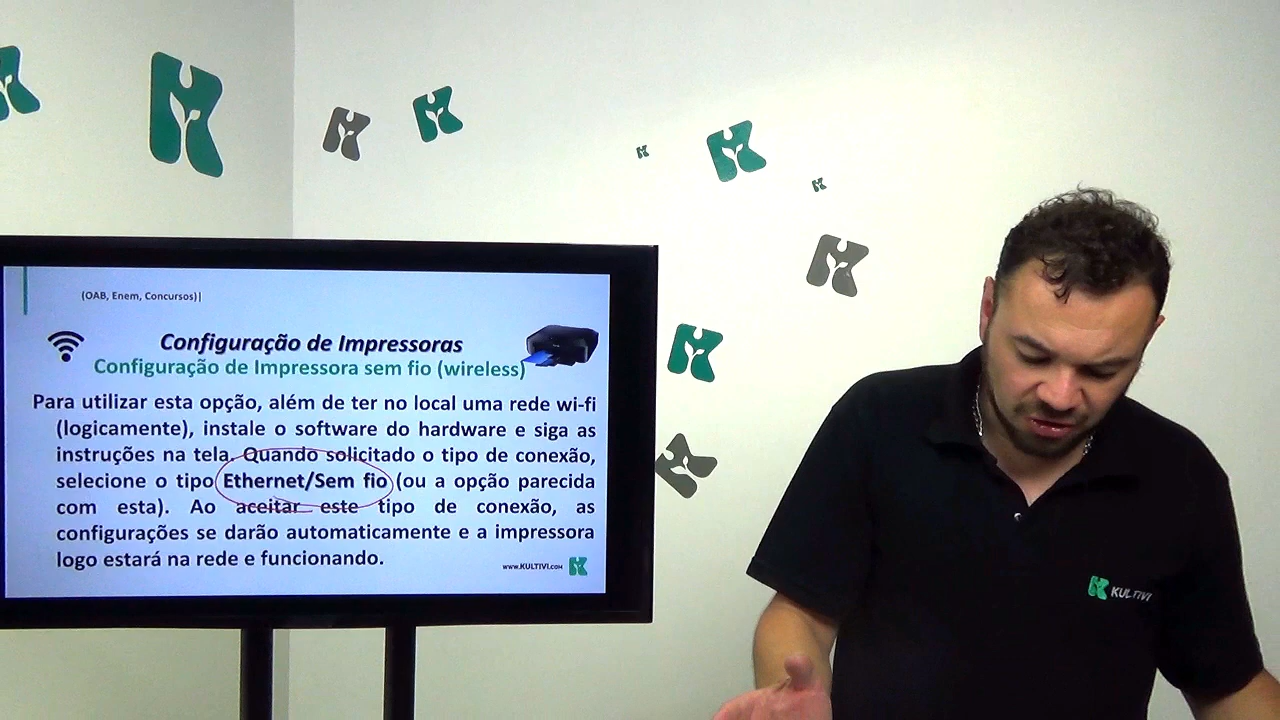 (OAB, Enem, Concursos)|
Configuração de Impressoras
Configuração de Impressora sem fio (wireless)
Para utilizar esta opção, além de ter no local uma rede wi-fi
(logicamente), instale o software do hardware e siga as
instruções na tela. Quando solicitado o tipo de conexão,
selecione o tipo Ethernet/Sem fio (ou a opção parecida
com esta). Ao aceitar este tipo de conexão, as
configurações se darão automaticamente e a impressora
logo estará na rede e funcionando.
www.KULTIVI.com
KULTIVI